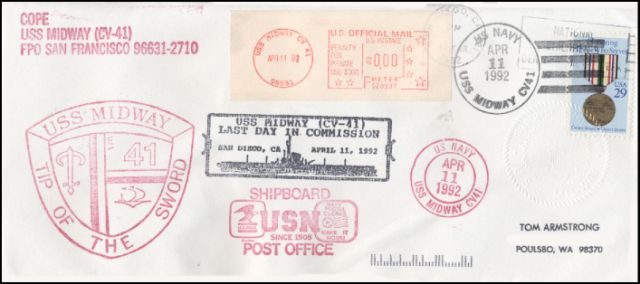 COPE
USS MIDWAY (CV-41)
FPO SAN FRANCISCO 96631-2710
USS MIDWAY CV 41
APR 11 '92
96631
U.S. OFFICIAL MAIL
U.S. POSTAGE
PENALTY
FOR
PRIVATE
USE $300
0.00
METER
US NAVY
APR
11
1992
USS MIDWAY CV41
NATIONAL
USA
29
USS MIDWAY
41
TIP OF THE SWORD
USS MIDWAY (CV-41)
LAST DAY IN COMMISSION
SAN DIEGO, CA APRIL 11, 1992
US NAVY
APR
11
1992
USS MIDWAY CV41
SHIPBOARD
USN
SINCE 1908
POST OFFICE
TOM ARMSTRONG
POULSBO, WA 98370